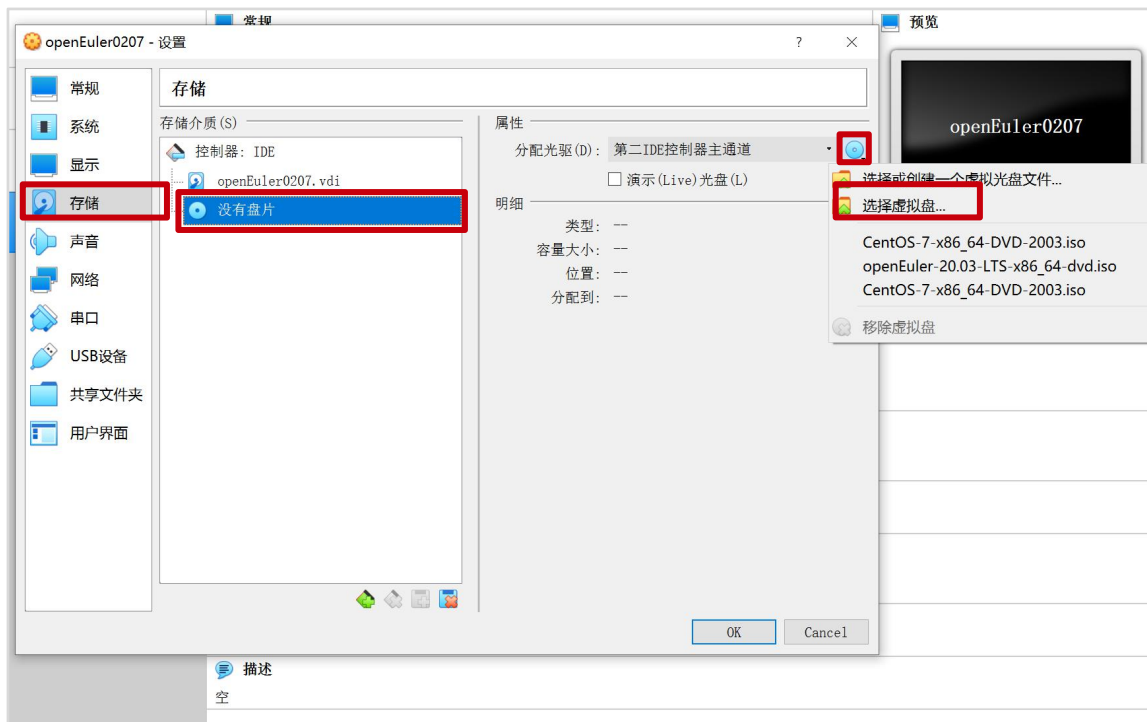 常规
预览
openEuler0207 - 设置
? ×
常规
系统
显示
存储
声音
网络
串口
USB设备
共享文件夹
用户界面
存储
存储介质(S)
控制器: IDE
openEuler0207.vdi
没有盘片
属性
分配光驱(D): 第二IDE控制器主通道
演示(Live)光盘(L)
明细
类型: --
容量大小: --
位置: --
分配到: --
openEuler0207
选择或创建一个虚拟光盘文件...
选择虚拟盘...
CentOS-7-x86_64-DVD-2003.iso
openEuler-20.03-LTS-x86_64-dvd.iso
CentOS-7-x86_64-DVD-2003.iso
移除虚拟盘
OK Cancel
描述
空